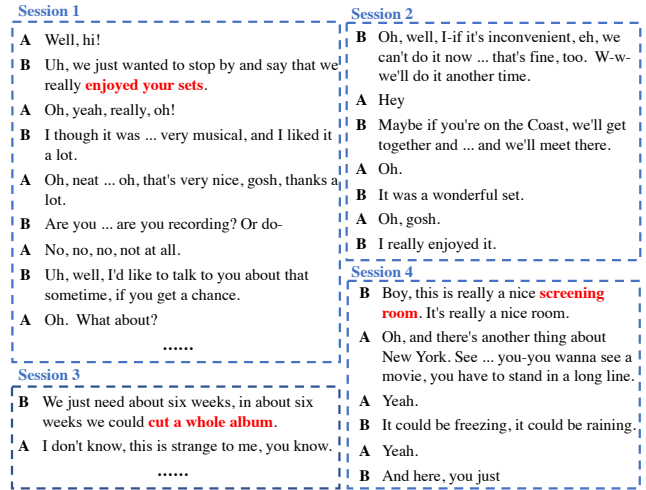 Session 1
A Well, hi!
B Uh, we just wanted to stop by and say that we
really enjoyed your sets.
A Oh, yeah, really, oh!
B I though it was ... very musical, and I liked it
a lot.
A Oh, neat ... oh, that's very nice, gosh, thanks a
lot.
B Are you ... are you recording? Or do-
A No, no, no, not at all.
B Uh, well, I'd like to talk to you about that
sometime, if you get a chance.
A Oh. What about?
......
Session 2
B Oh, well, I-if it's inconvenient, eh, we
can't do it now ... that's fine, too. W-w-
we'll do it another time.
A Hey
B Maybe if you're on the Coast, we'll get
together and ... and we'll meet there.
A Oh.
B It was a wonderful set.
A Oh, gosh.
B I really enjoyed it.
Session 3
B We just need about six weeks, in about six
weeks we could cut a whole album.
A I don't know, this is strange to me, you know.
......
Session 4
B Boy, this is really a nice screening
room. It's really a nice room.
A Oh, and there's another thing about
New York. See ... you-you wanna see a
movie, you have to stand in a long line.
A Yeah.
B It could be freezing, it could be raining.
A Yeah.
B And here, you just